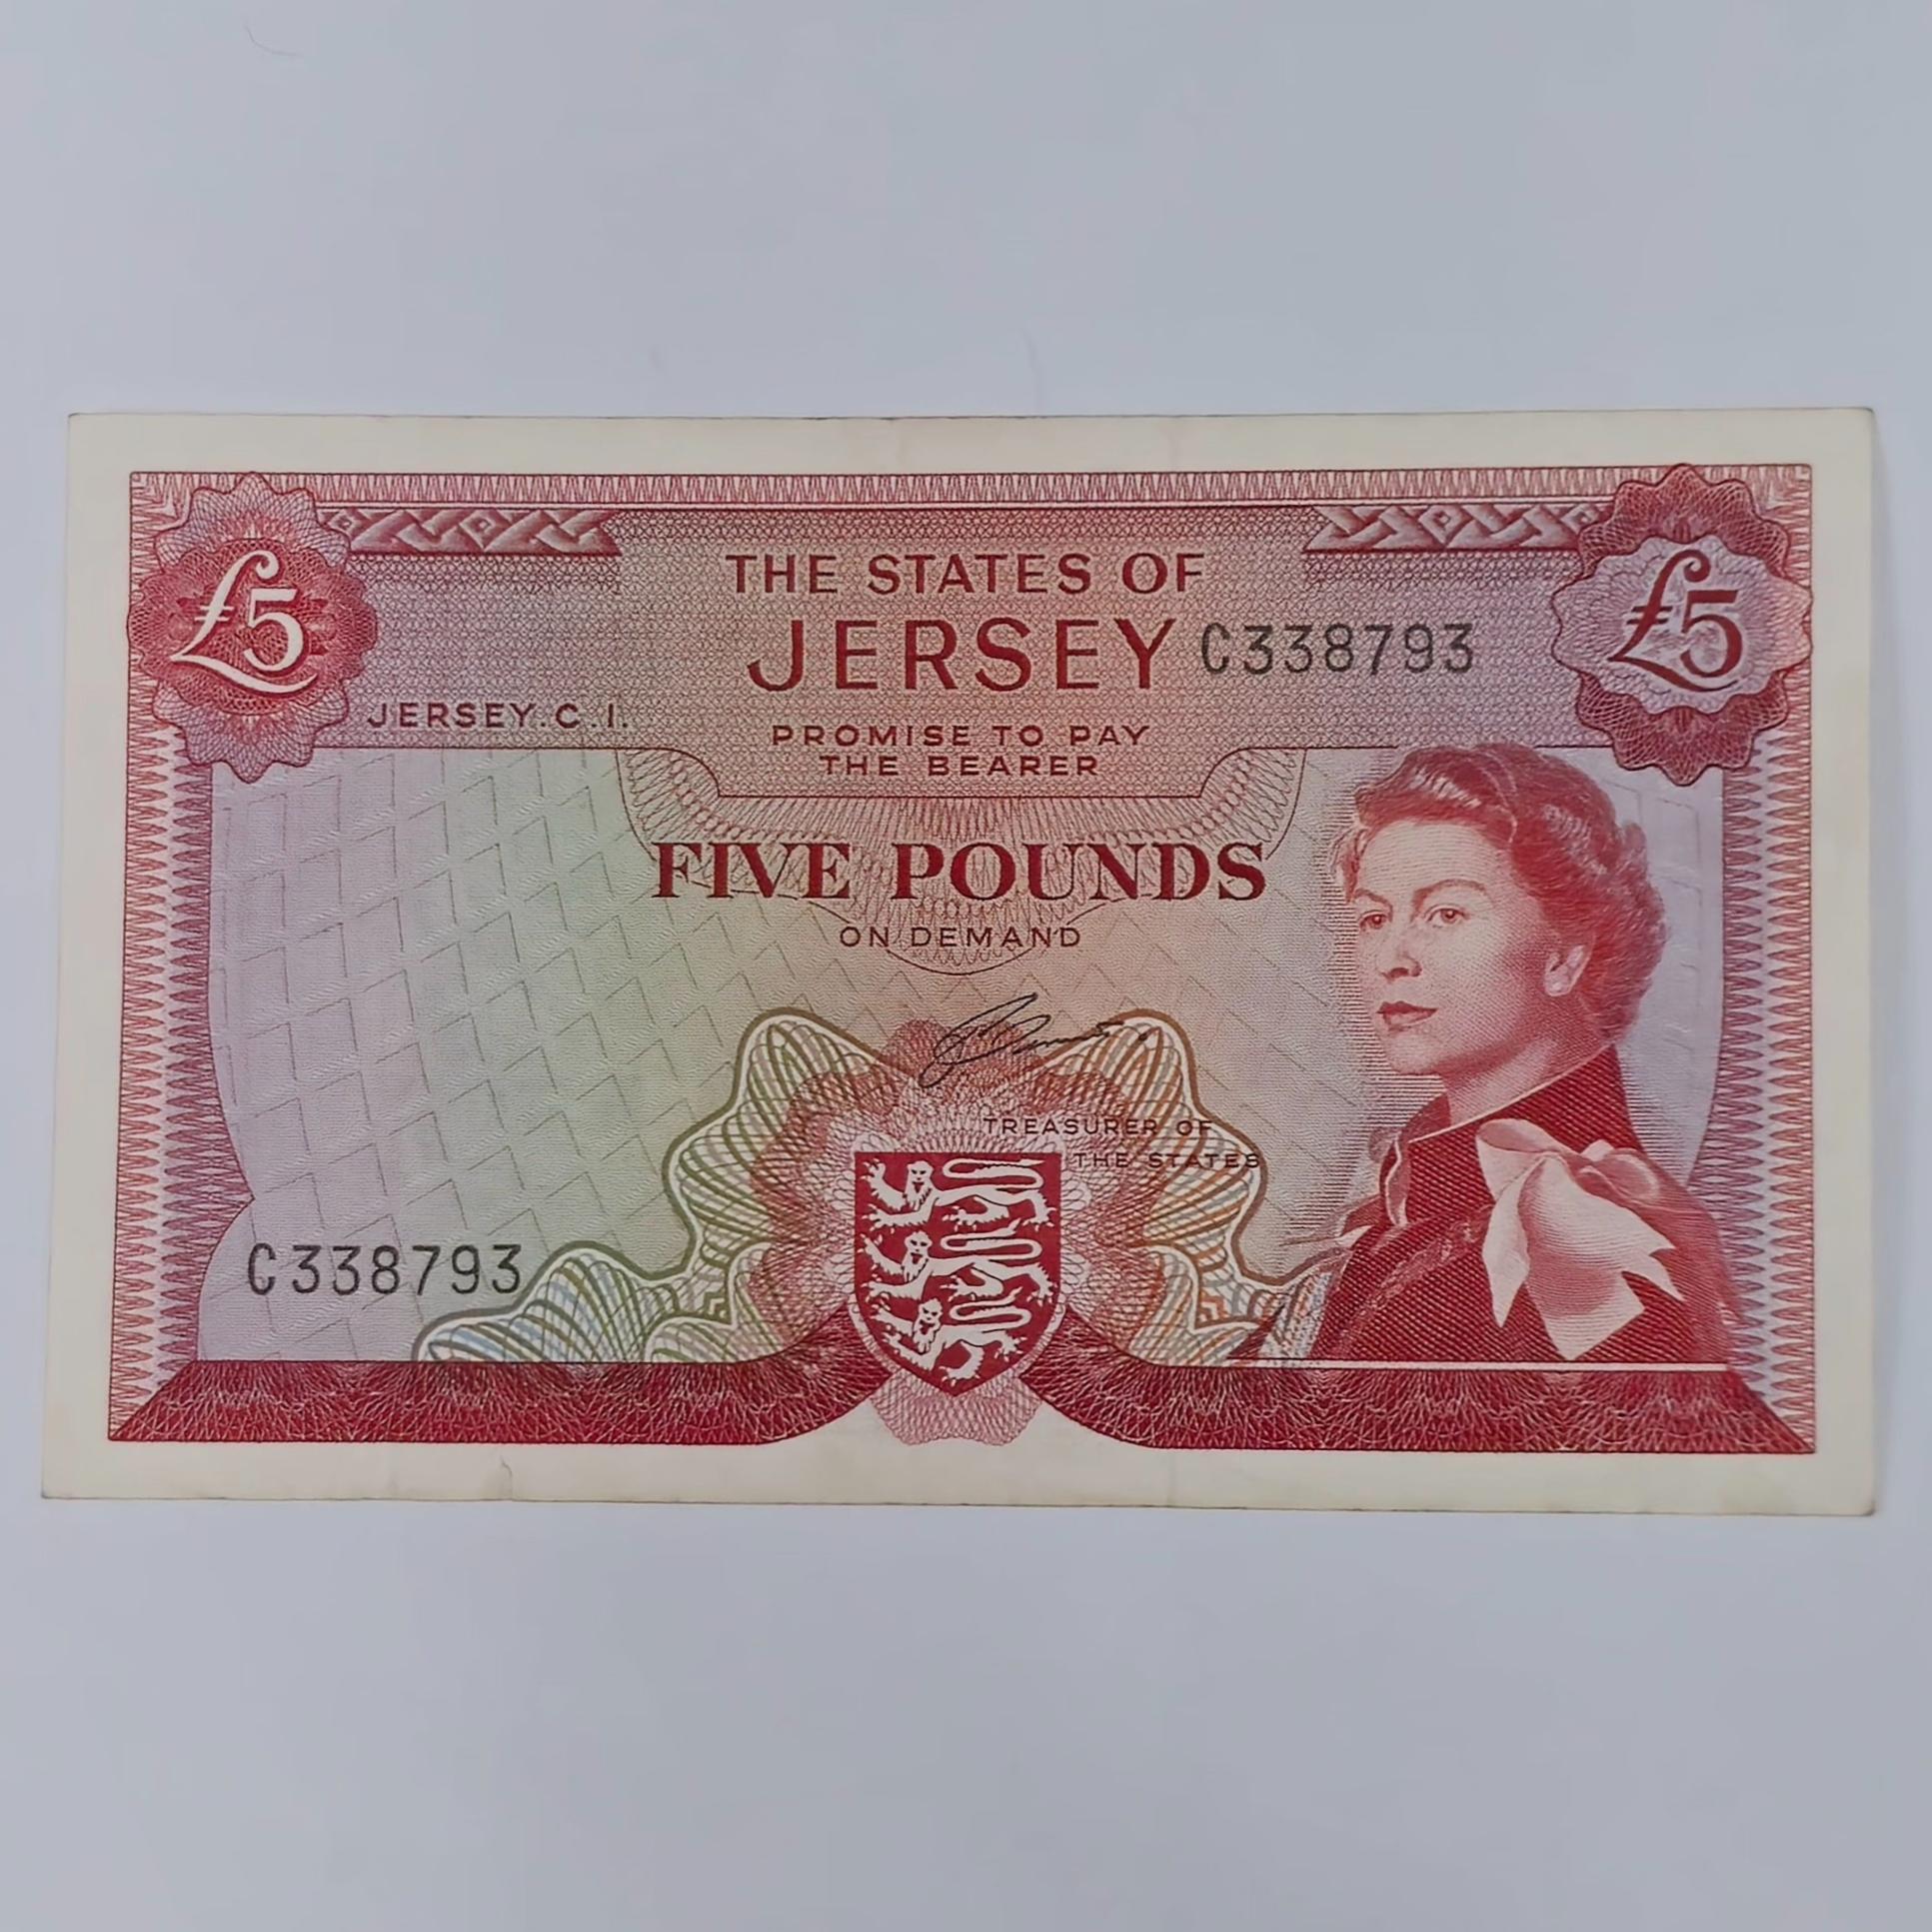 £5
£5
THE STATES OF
JERSEY C338793
JERSEY.C.I.
PROMISE TO PAY
THE BEARER
FIVE POUNDS
ON DEMAND
TREASURER OF
THE STATES
C338793